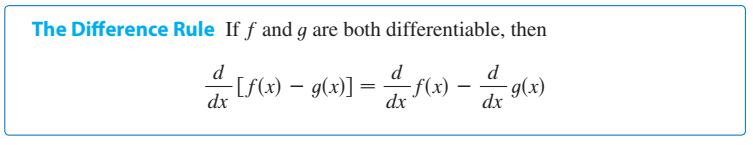 The Difference Rule If f and g are both differentiable, then
d/dx [f(x) − g(x)] = d/dx f(x) − d/dx g(x)